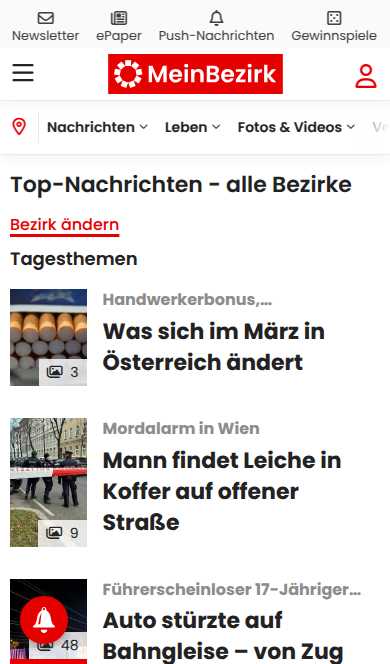 Newsletter ePaper Push-Nachrichten Gewinnspiele
MeinBezirk
Nachrichten Leben Fotos & Videos
Top-Nachrichten - alle Bezirke
Bezirk ändern
Tagesthemen
Handwerkerbonus,...
Was sich im März in
Österreich ändert
3
Mordalarm in Wien
Mann findet Leiche in
Koffer auf offener
Straße
9
Führerscheinloser 17-Jähriger...
Auto stürzte auf
Bahngleise – von Zug
48